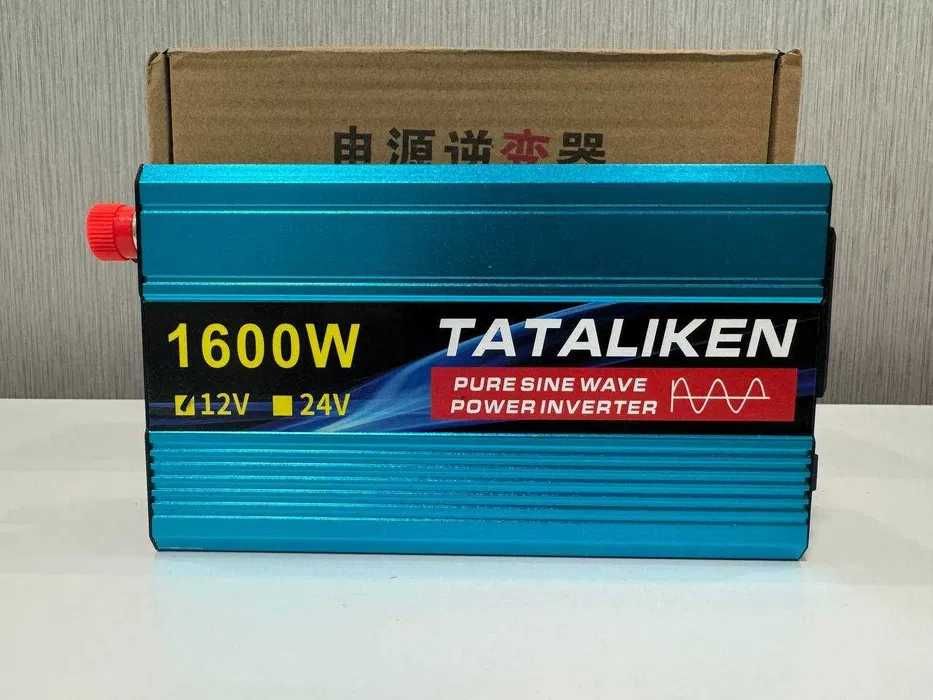 电源逆变器
1600W
12V 24V
TATALIKEN
PURE SINE WAVE
POWER INVERTER